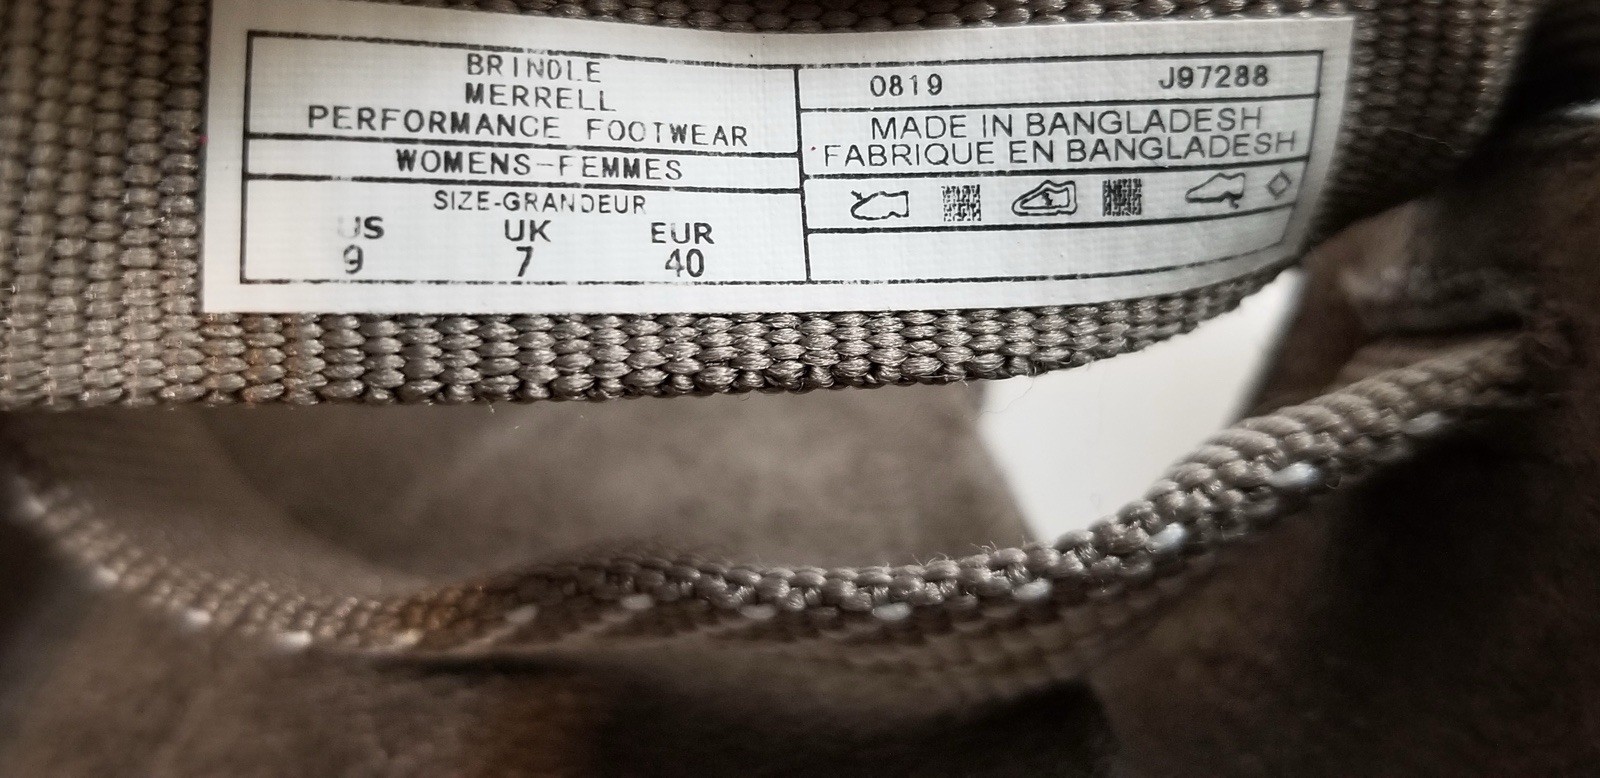 BRINDLE
MERRELL
PERFORMANCE FOOTWEAR
WOMENS-FEMMES
SIZE-GRANDEUR
US UK EUR
9 7 40
0819 J97288
MADE IN BANGLADESH
FABRIQUE EN BANGLADESH